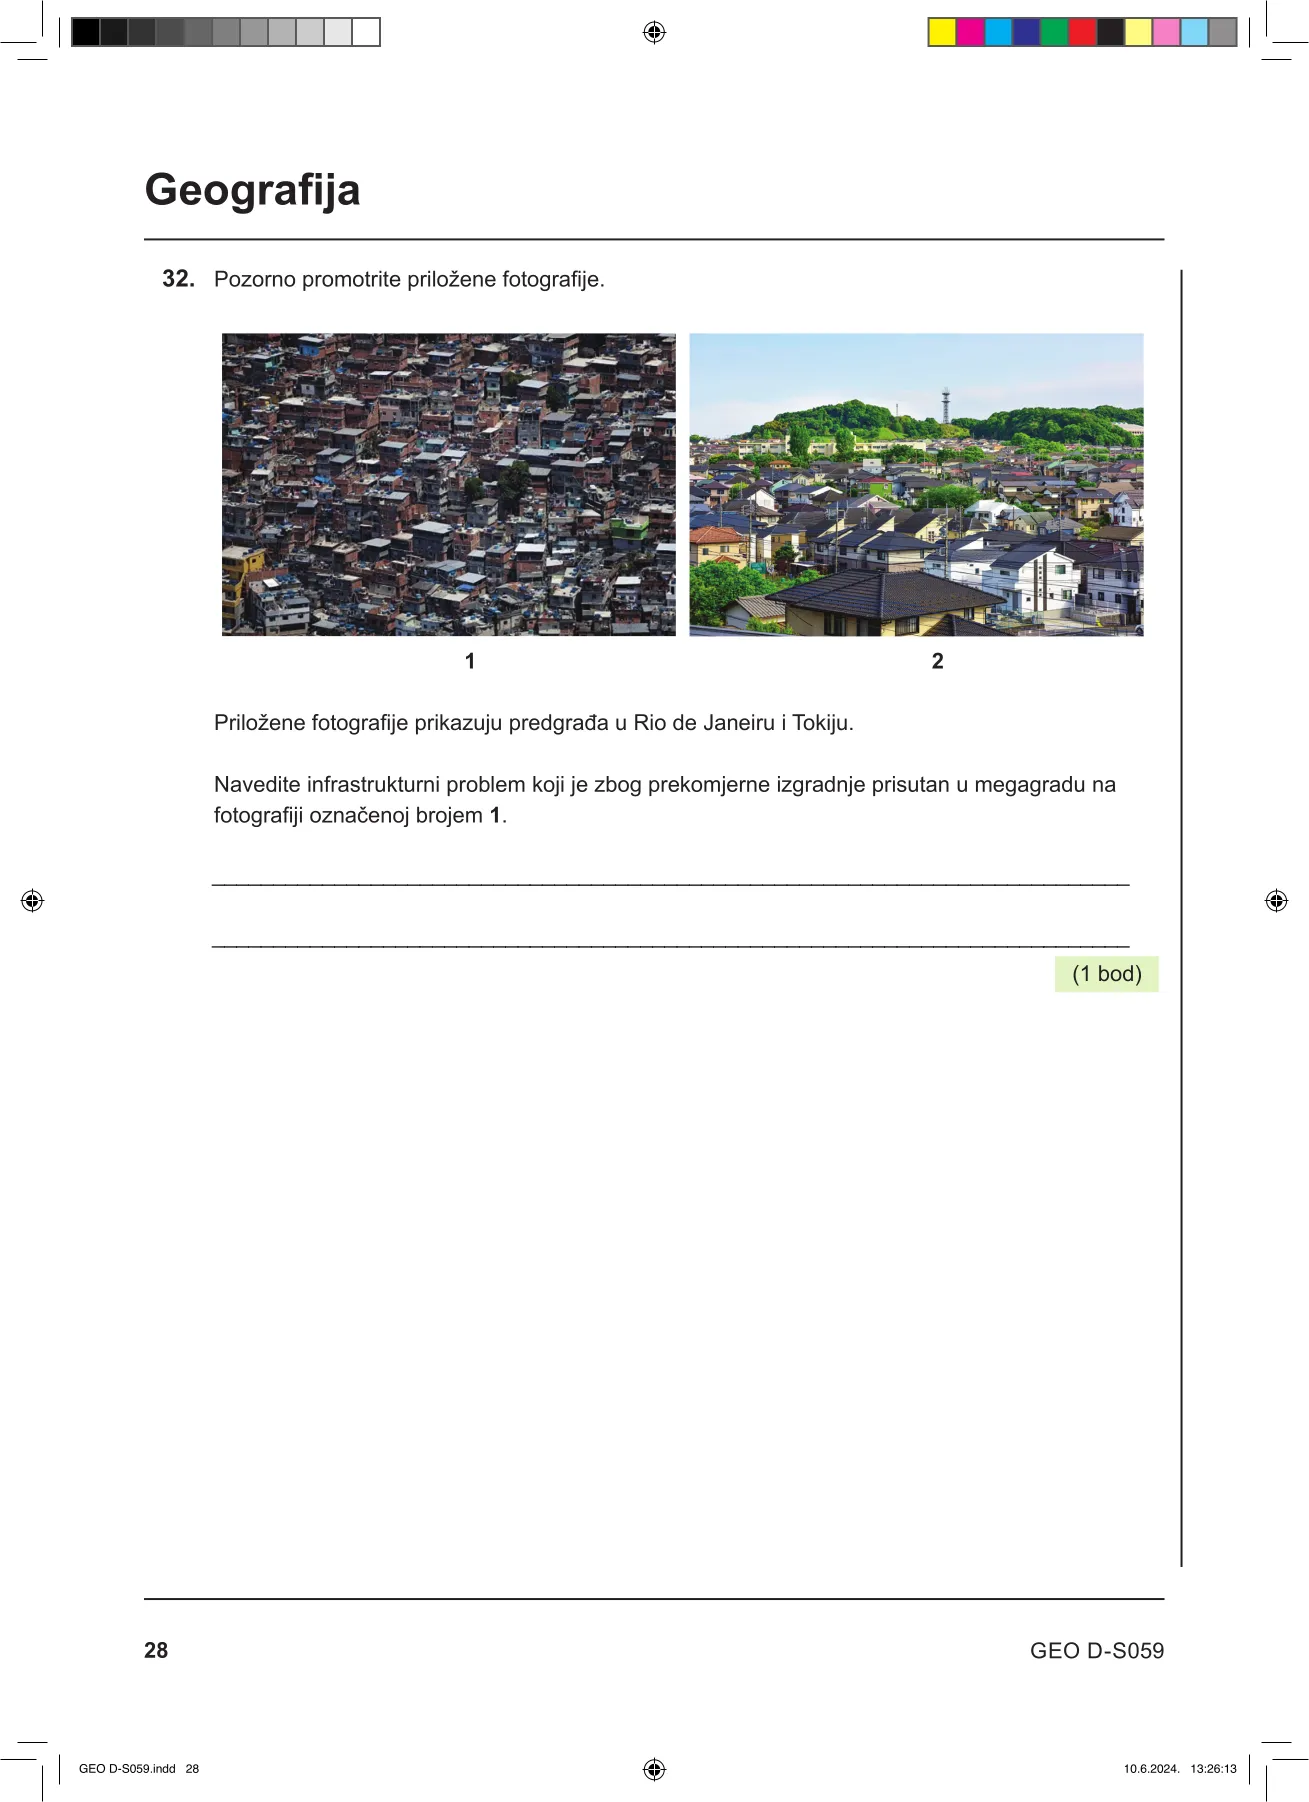 Geografija
32. Pozorno promotrite priložene fotografije.
1
2
Priložene fotografije prikazuju predgrađa u Rio de Janeiru i Tokiju.
Navedite infrastrukturni problem koji je zbog prekomjerne izgradnje prisutan u megagradu na
fotografiji označenoj brojem 1.
(1 bod)
28
GEO D-S059
GEO D-S059.indd 28
10.6.2024. 13:26:13